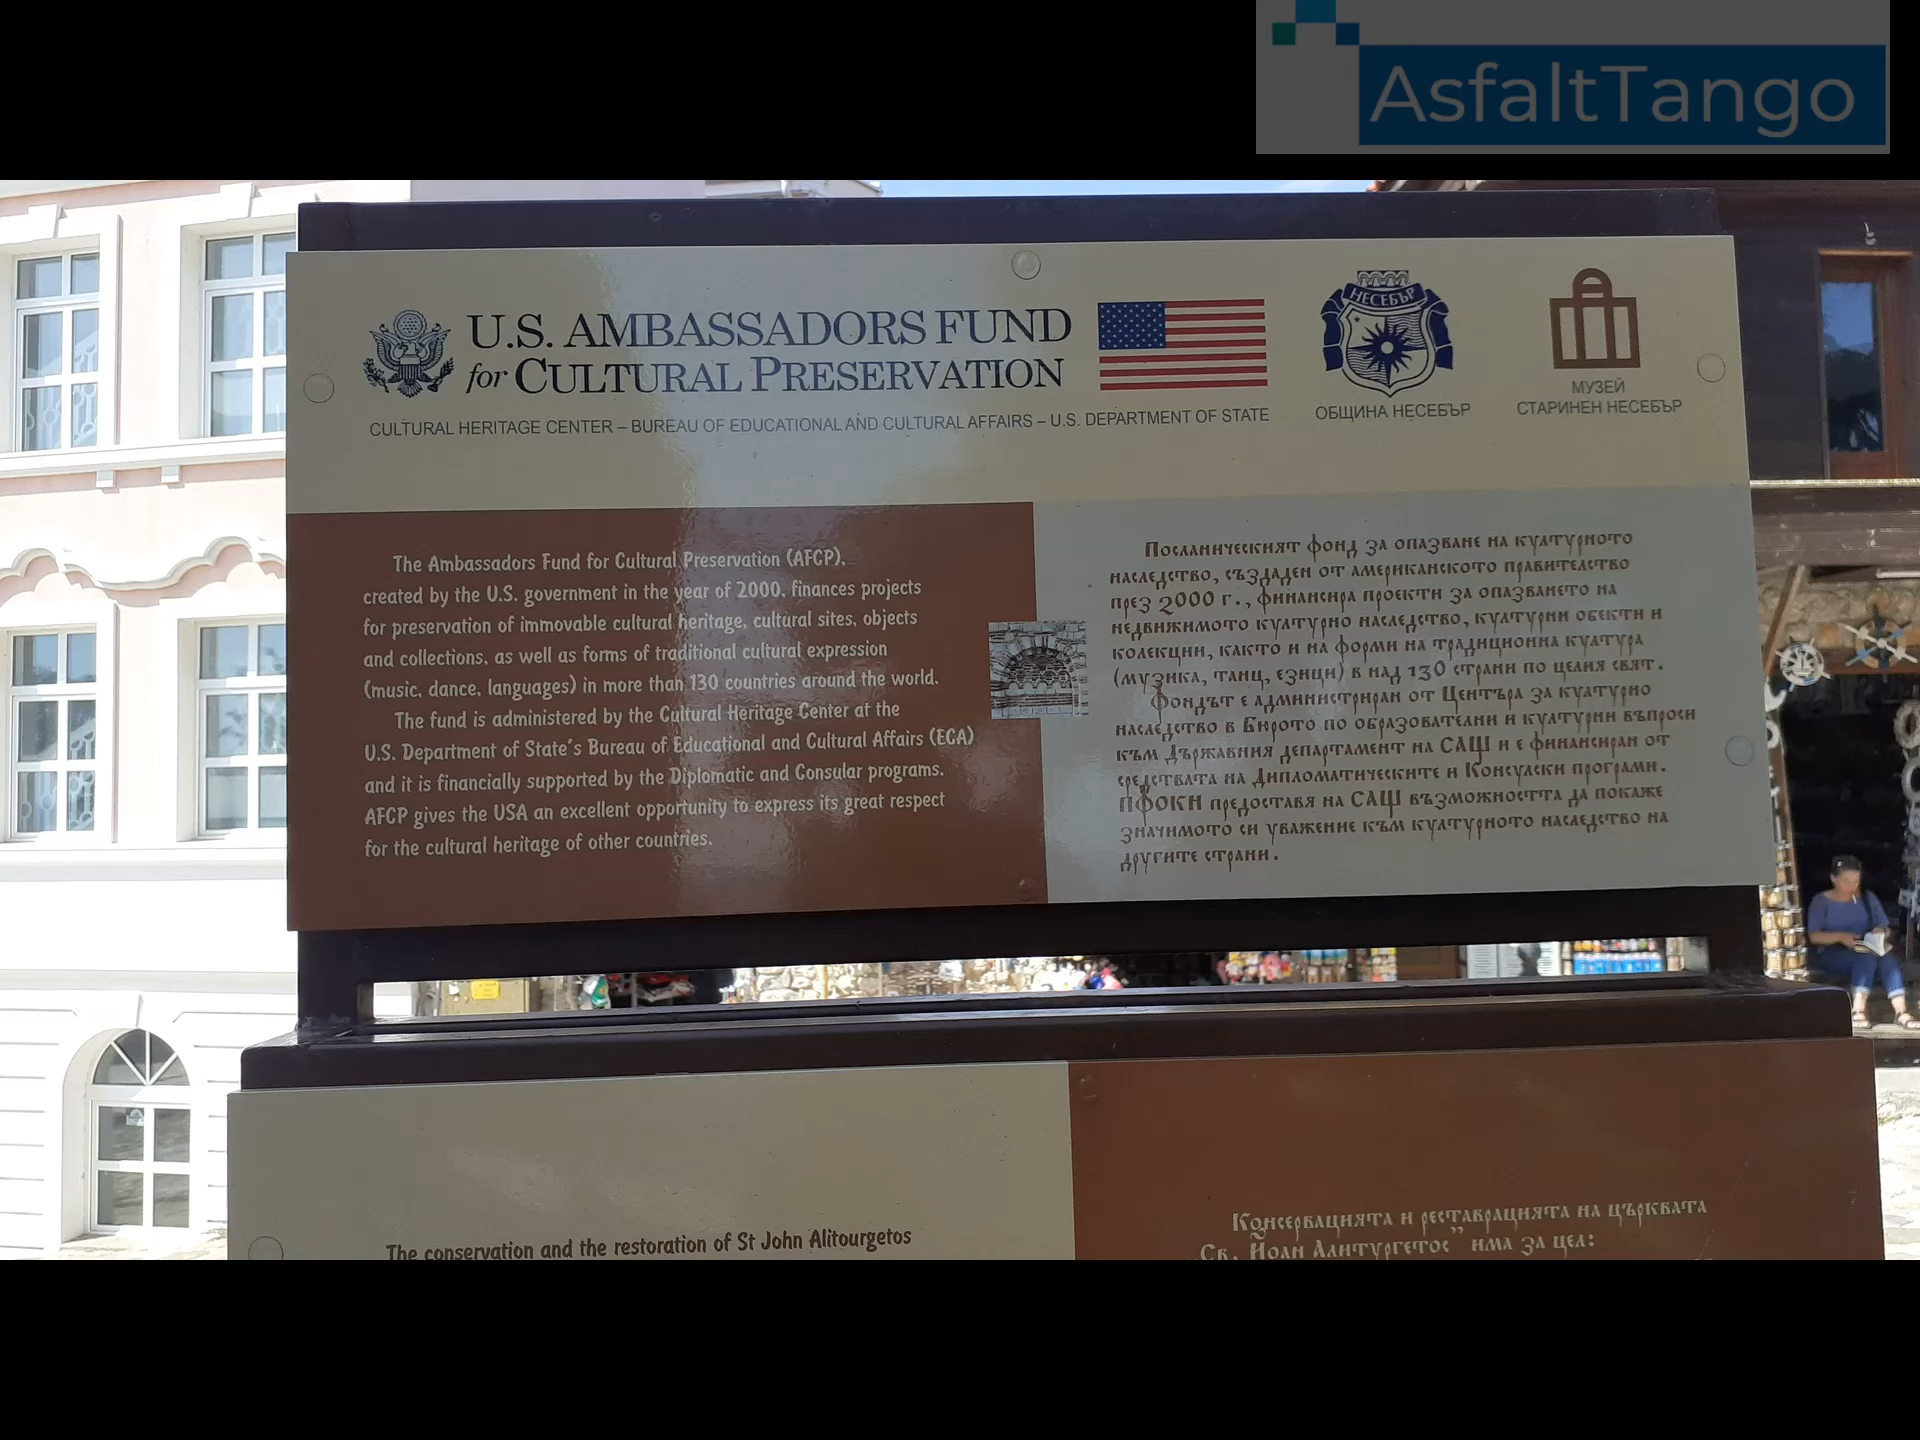 AsfaltTango
U.S. AMBASSADORS FUND
for CULTURAL PRESERVATION
CULTURAL HERITAGE CENTER – BUREAU OF EDUCATIONAL AND CULTURAL AFFAIRS – U.S. DEPARTMENT OF STATE
НЕСЕБЪР
ОБЩИНА НЕСЕБЪР
МУЗЕЙ
СТАРИНЕН НЕСЕБЪР
The Ambassadors Fund for Cultural Preservation (AFCP),
created by the U.S. government in the year of 2000, finances projects
for preservation of immovable cultural heritage, cultural sites, objects
and collections, as well as forms of traditional cultural expression
(music, dance, languages) in more than 130 countries around the world.
The fund is administered by the Cultural Heritage Center at the
U.S. Department of State's Bureau of Educational and Cultural Affairs (ECA)
and it is financially supported by the Diplomatic and Consular programs.
AFCP gives the USA an excellent opportunity to express its great respect
for the cultural heritage of other countries.
Посланическият фонд за опазване на културното
наследство, създаден от американското правителство
през 2000 г., финансира проекти за опазването на
недвижимото културно наследство, културни обекти и
колекции, както и на форми на традиционна култура
(музика, танц, езици) в над 130 страни по целия свят.
Фондът е администриран от Центъра за културно
наследство в Бюрото по образователни и културни въпроси
към Държавния департамент на САЩ и е финансиран от
средствата на Дипломатическите и Консулски програми.
ПФОКН предоставя на САЩ възможността да покаже
значимото си уважение към културното наследство на
другите страни.
The conservation and the restoration of St John Alitourgetos
Консервацията и реставрацията на църквата
„Св. Йоан Алитургетос" има за цел: